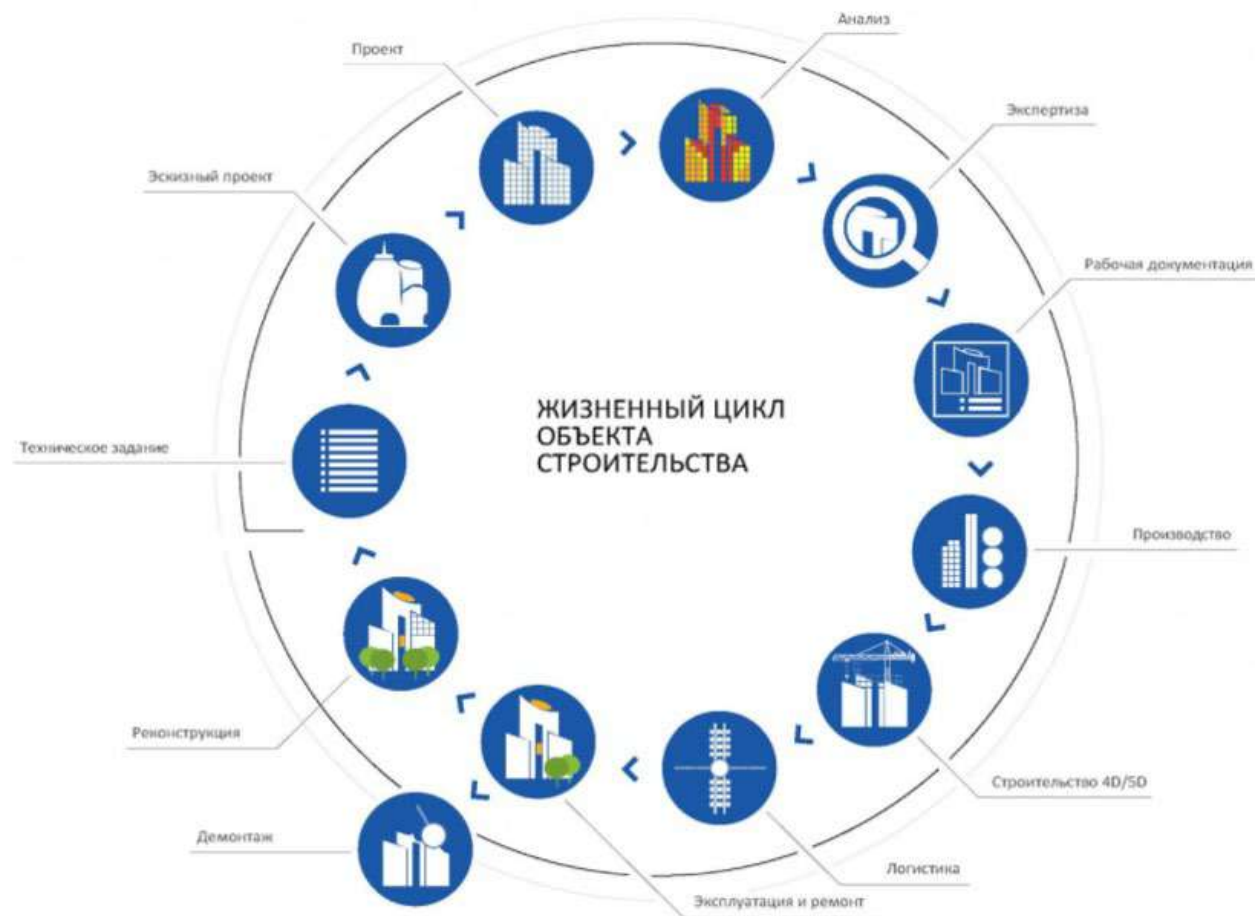 Анализ
Проект
Экспертиза
Эскизный проект
Рабочая документация
ЖИЗНЕННЫЙ ЦИКЛ
ОБЪЕКТА
СТРОИТЕЛЬСТВА
Техническое задание
Производство
Реконструкция
Строительство 4D/5D
Демонтаж
Логистика
Эксплуатация и ремонт